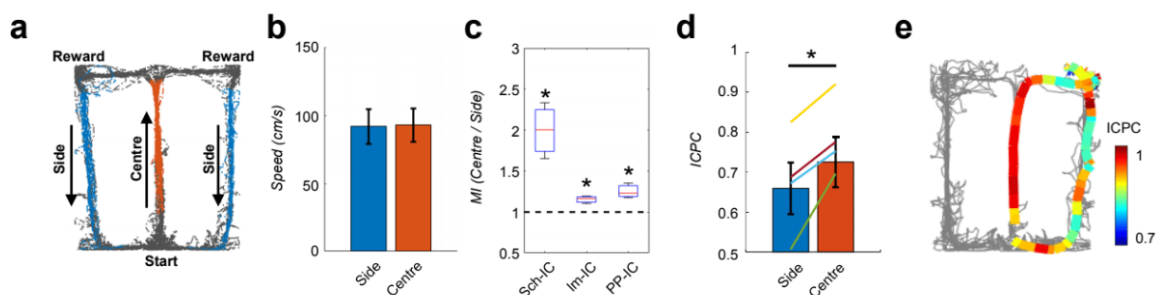 a
Reward
Reward
Side
Centre
Side
Start
b
Speed (cm/s)
150
100
50
0
Side
Centre
c
MI (Centre / Side)
3
2.5
2
1.5
1
0.5
*
*
*
Sch-IC
lm-IC
PP-IC
d
ICPC
1
0.9
0.8
0.7
0.6
0.5
*
Side
Centre
e
ICPC
1
0.7